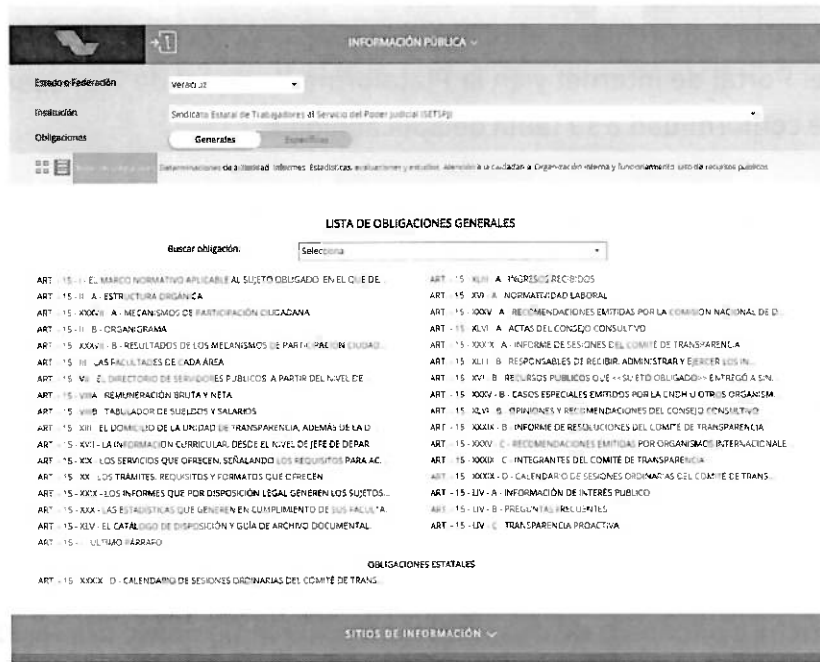 INFORMACIÓN PÚBLICA
Estado o Federación
Veracruz
Institución
Sindicato Estatal de Trabajadores al Servicio del Poder Judicial (SETSPJ)
Obligaciones
Generales
Específicas
Determinaciones de autoridad Informes Estadísticas, evaluaciones y estudios Atención a la ciudadanía Organización interna y funcionamiento Uso de recursos públicos
LISTA DE OBLIGACIONES GENERALES
Buscar obligación:
Selecciona
ART - 15 - I - EL MARCO NORMATIVO APLICABLE AL SUJETO OBLIGADO, EN EL QUE DE...
ART - 15 - II - A - ESTRUCTURA ORGÁNICA
ART - 15 - XXXVII - A - MECANISMOS DE PARTICIPACIÓN CIUDADANA
ART - 15 - II - B - ORGANIGRAMA
ART - 15 - XXXVII - B - RESULTADOS DE LOS MECANISMOS DE PARTICIPACIÓN CIUDAD...
ART - 15 - III - LAS FACULTADES DE CADA ÁREA
ART - 15 - VII - EL DIRECTORIO DE SERVIDORES PÚBLICOS, A PARTIR DEL NIVEL DE ...
ART - 15 - VIIIA - REMUNERACIÓN BRUTA Y NETA
ART - 15 - VIIIB - TABULADOR DE SUELDOS Y SALARIOS
ART - 15 - XIII - EL DOMICILIO DE LA UNIDAD DE TRANSPARENCIA, ADEMÁS DE LA D...
ART - 15 - XVII - LA INFORMACIÓN CURRICULAR, DESDE EL NIVEL DE JEFE DE DEPAR...
ART - 15 - XIX - LOS SERVICIOS QUE OFRECEN, SEÑALANDO LOS REQUISITOS PARA AC...
ART - 15 - XX - LOS TRÁMITES, REQUISITOS Y FORMATOS QUE OFRECEN
ART - 15 - XXIX - LOS INFORMES QUE POR DISPOSICIÓN LEGAL GENEREN LOS SUJETOS...
ART - 15 - XXX - LAS ESTADÍSTICAS QUE GENEREN EN CUMPLIMIENTO DE SUS FACULTA...
ART - 15 - XLV - EL CATÁLOGO DE DISPOSICIÓN Y GUÍA DE ARCHIVO DOCUMENTAL
ART - 15 - ÚLTIMO PÁRRAFO
ART - 15 - XLIII - A - INGRESOS RECIBIDOS
ART - 15 - XVI - A - NORMATIVIDAD LABORAL
ART - 15 - XXXV - A - RECOMENDACIONES EMITIDAS POR LA COMISIÓN NACIONAL DE D...
ART - 15 - XLVI - A - ACTAS DEL CONSEJO CONSULTIVO
ART - 15 - XXXIX - A - INFORME DE SESIONES DEL COMITÉ DE TRANSPARENCIA
ART - 15 - XLIII - B - RESPONSABLES DE RECIBIR, ADMINISTRAR Y EJERCER LOS IN...
ART - 15 - XVI - B - RECURSOS PÚBLICOS QUE <<SUJETO OBLIGADO>> ENTREGÓ A SIN...
ART - 15 - XXXV - B - CASOS ESPECIALES EMITIDOS POR LA CNDH U OTROS ORGANISM...
ART - 15 - XLVI - B - OPINIONES Y RECOMENDACIONES DEL CONSEJO CONSULTIVO
ART - 15 - XXXIX - B - INFORME DE RESOLUCIONES DEL COMITÉ DE TRANSPARENCIA
ART - 15 - XXXV - C - RECOMENDACIONES EMITIDAS POR ORGANISMOS INTERNACIONALE...
ART - 15 - XXXIX - C - INTEGRANTES DEL COMITÉ DE TRANSPARENCIA
ART - 15 - XXXIX - D - CALENDARIO DE SESIONES ORDINARIAS DEL COMITÉ DE TRANS...
ART - 15 - LIV - A - INFORMACIÓN DE INTERÉS PÚBLICO
ART - 15 - LIV - B - PREGUNTAS FRECUENTES
ART - 15 - LIV - C - TRANSPARENCIA PROACTIVA
OBLIGACIONES ESTATALES
ART - 15 - XXXIX - D - CALENDARIO DE SESIONES ORDINARIAS DEL COMITÉ DE TRANS...
SITIOS DE INFORMACIÓN